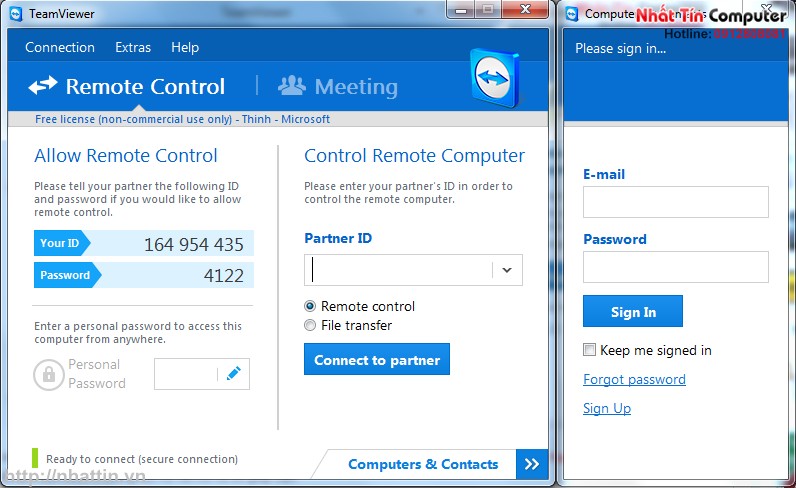 TeamViewer
Connection Extras Help
Remote Control
Meeting
Free license (non-commercial use only) - Thinh - Microsoft
Allow Remote Control
Please tell your partner the following ID
and password if you would like to allow
remote control.
Your ID 164 954 435
Password 4122
Enter a personal password to access this
computer from anywhere.
Personal
Password
Ready to connect (secure connection)
http://nhattin.vn
Control Remote Computer
Please enter your partner's ID in order to
control the remote computer.
Partner ID
Remote control
File transfer
Connect to partner
Computers & Contacts
Nhất Tín Computer
Hotline:
Please sign in...
E-mail
Password
Sign In
Keep me signed in
Forgot password
Sign Up